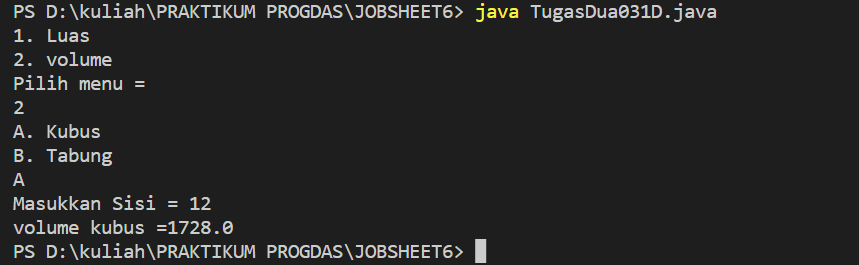 PS D:\kuliah\PRAKTIKUM PROGDAS\JOBSHEET6> java TugasDua031D.java
1. Luas
2. volume
Pilih menu =
2
A. Kubus
B. Tabung
A
Masukkan Sisi = 12
volume kubus =1728.0
PS D:\kuliah\PRAKTIKUM PROGDAS\JOBSHEET6>